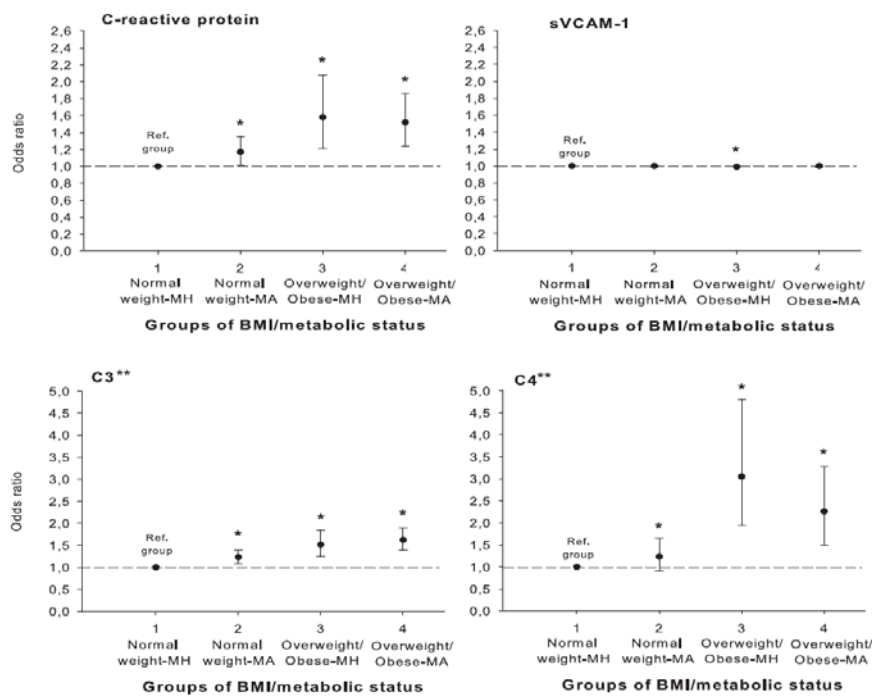 C-reactive protein
Odds ratio
2,6
2,4
2,2
2,0
1,8
1,6
1,4
1,2
1,0
0,8
0,6
0,4
0,2
0,0
Ref.
group
*
*
*
1 2 3 4
Normal Normal Overweight/ Overweight/
weight-MH weight-MA Obese-MH Obese-MA
Groups of BMI/metabolic status
sVCAM-1
2,6
2,4
2,2
2,0
1,8
1,6
1,4
1,2
1,0
0,8
0,6
0,4
0,2
0,0
Ref.
group
*
1 2 3 4
Normal Normal Overweight/ Overweight/
weight-MH weight-MA Obese-MH Obese-MA
Groups of BMI/metabolic status
C3**
Odds ratio
5,0
4,5
4,0
3,5
3,0
2,5
2,0
1,5
1,0
0,5
0,0
Ref.
group
*
*
*
1 2 3 4
Normal Normal Overweight/ Overweight/
weight-MH weight-MA Obese-MH Obese-MA
Groups of BMI/metabolic status
C4**
5,0
4,5
4,0
3,5
3,0
2,5
2,0
1,5
1,0
0,5
0,0
Ref.
group
*
*
*
1 2 3 4
Normal Normal Overweight/ Overweight/
weight-MH weight-MA Obese-MH Obese-MA
Groups of BMI/metabolic status